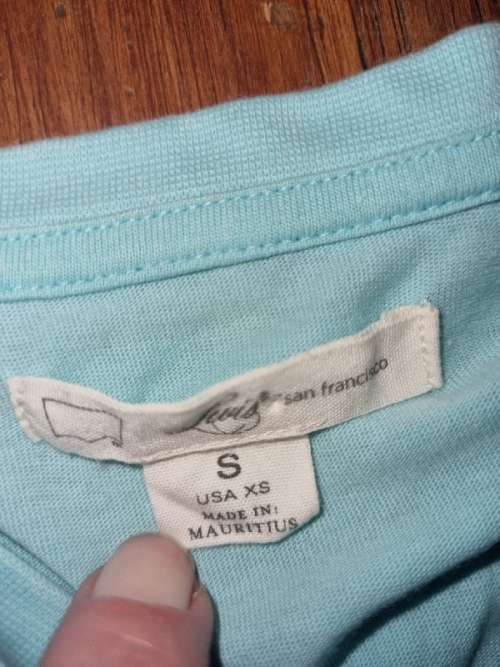 Levi's® san francisco
S
USA XS
MADE IN:
MAURITIUS